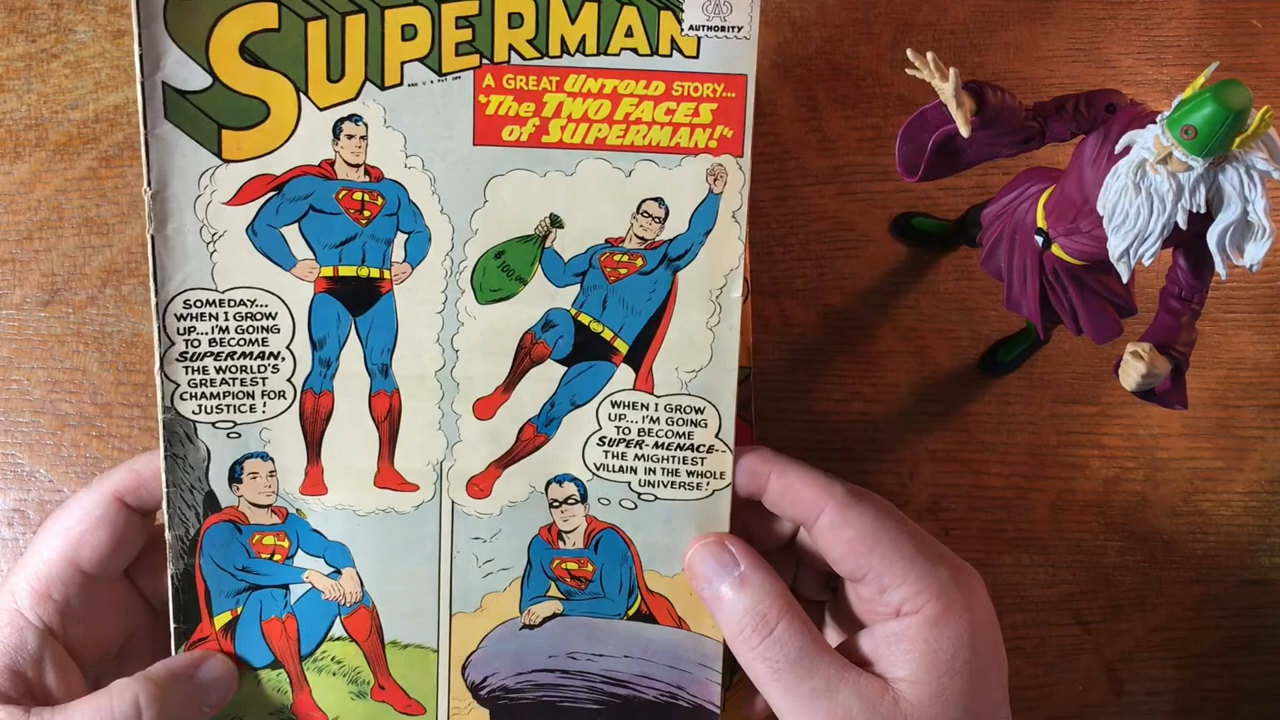 SUPERMAN
AUTHORITY
A GREAT UNTOLD STORY...
"The TWO FACES
of SUPERMAN!"
SOMEDAY...
WHEN I GROW
UP...I'M GOING
TO BECOME
SUPERMAN,
THE WORLD'S
GREATEST
CHAMPION FOR
JUSTICE!
$100,000
WHEN I GROW
UP...I'M GOING
TO BECOME
SUPER-MENACE--
THE MIGHTIEST
VILLAIN IN THE WHOLE
UNIVERSE!